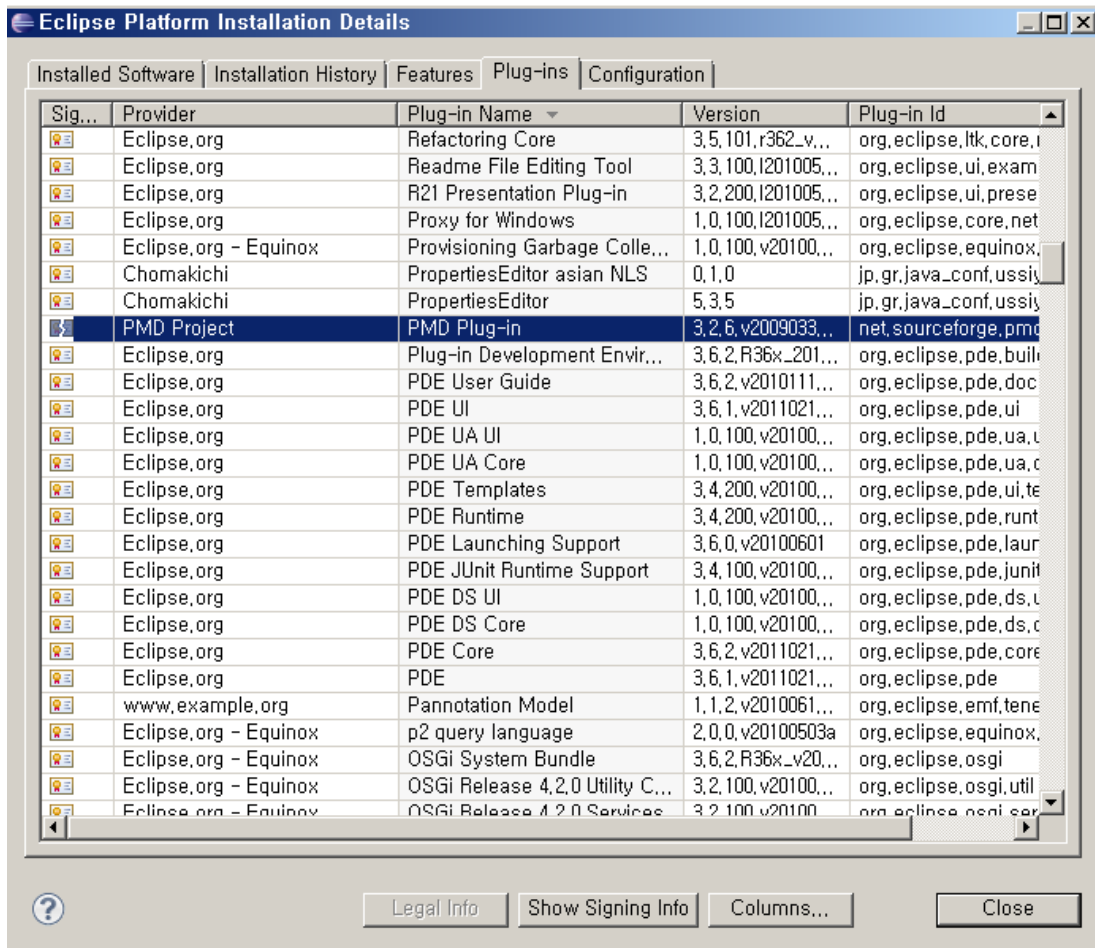 Eclipse Platform Installation Details
Installed Software Installation History Features Plug-ins Configuration
Sig... Provider Plug-in Name Version Plug-in Id
Eclipse.org Refactoring Core 3.5.101.r362_v... org.eclipse.ltk.core.r
Eclipse.org Readme File Editing Tool 3.3.100.I201005... org.eclipse.ui.exam
Eclipse.org R21 Presentation Plug-in 3.2.200.I201005... org.eclipse.ui.prese
Eclipse.org Proxy for Windows 1.0.100.I201005... org.eclipse.core.net
Eclipse.org - Equinox Provisioning Garbage Colle... 1.0.100.v20100... org.eclipse.equinox.
Chomakichi PropertiesEditor asian NLS 0.1.0 jp.gr.java_conf.ussiy
Chomakichi PropertiesEditor 5.3.5 jp.gr.java_conf.ussiy
PMD Project PMD Plug-in 3.2.6.v2009033... net.sourceforge.pmd
Eclipse.org Plug-in Development Envir... 3.6.2.R36x_201... org.eclipse.pde.build
Eclipse.org PDE User Guide 3.6.2.v2010111... org.eclipse.pde.doc
Eclipse.org PDE UI 3.6.1.v2011021... org.eclipse.pde.ui
Eclipse.org PDE UA UI 1.0.100.v20100... org.eclipse.pde.ua.u
Eclipse.org PDE UA Core 1.0.100.v20100... org.eclipse.pde.ua.c
Eclipse.org PDE Templates 3.4.200.v20100... org.eclipse.pde.ui.te
Eclipse.org PDE Runtime 3.4.200.v20100... org.eclipse.pde.runt
Eclipse.org PDE Launching Support 3.6.0.v20100601 org.eclipse.pde.laun
Eclipse.org PDE JUnit Runtime Support 3.4.100.v20100... org.eclipse.pde.junit
Eclipse.org PDE DS UI 1.0.100.v20100... org.eclipse.pde.ds.u
Eclipse.org PDE DS Core 1.0.100.v20100... org.eclipse.pde.ds.c
Eclipse.org PDE Core 3.6.2.v2011021... org.eclipse.pde.core
Eclipse.org PDE 3.6.1.v2011021... org.eclipse.pde
www.example.org Pannotation Model 1.1.2.v2010061... org.eclipse.emf.tene
Eclipse.org - Equinox p2 query language 2.0.0.v20100503a org.eclipse.equinox.
Eclipse.org - Equinox OSGi System Bundle 3.6.2.R36x_v20... org.eclipse.osgi
Eclipse.org - Equinox OSGi Release 4.2.0 Utility C... 3.2.100.v20100... org.eclipse.osgi.util
Eclipse.org - Equinox OSGi Release 4.2.0 Services 3.2.100.v20100 org.eclipse.osgi.ser
Legal Info Show Signing Info Columns... Close